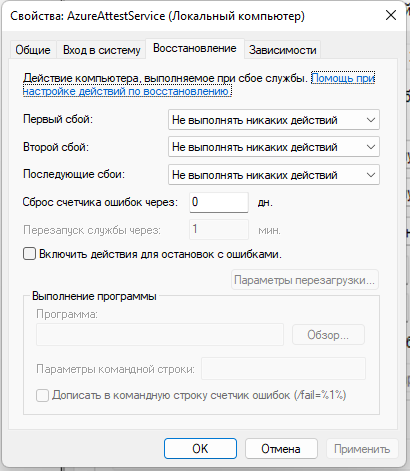 Свойства: AzureAttestService (Локальный компьютер)
Общие Вход в систему Восстановление Зависимости
Действие компьютера, выполняемое при сбое службы. Помощь при
настройке действий по восстановлению.
Первый сбой: Не выполнять никаких действий
Второй сбой: Не выполнять никаких действий
Последующие сбои: Не выполнять никаких действий
Сброс счетчика ошибок через: 0 дн.
Перезапуск службы через: 1 мин.
Включить действия для остановок с ошибками.
Параметры перезагрузки...
Выполнение программы
Программа:
Обзор...
Параметры командной строки:
Дописать в командную строку счетчик ошибок (/fail=%1%)
OK Отмена Применить